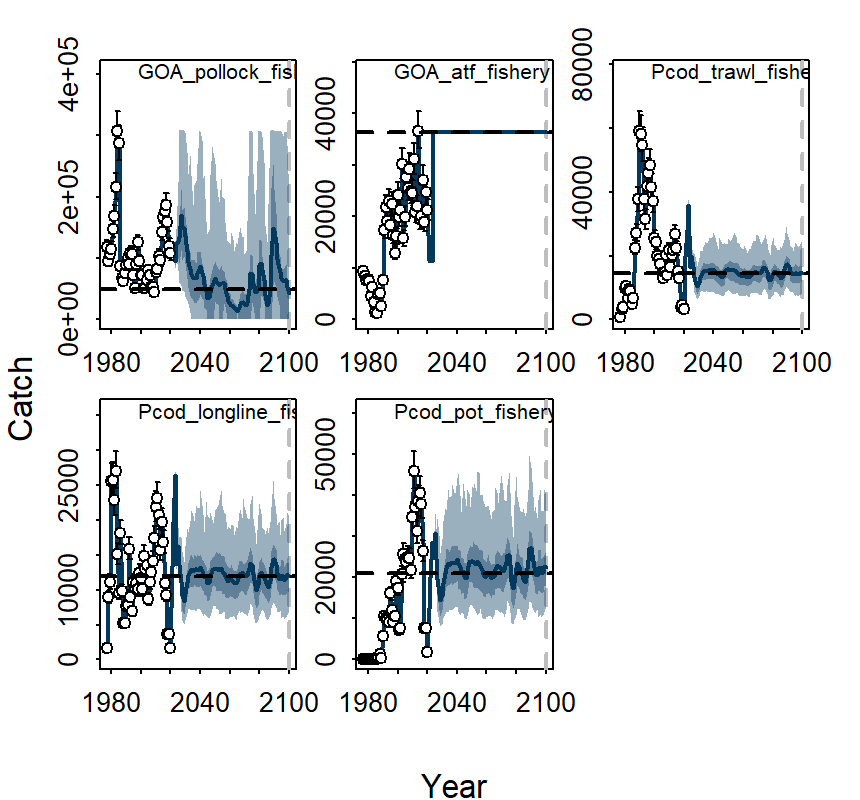 GOA_pollock_fis
GOA_atf_fishery
Pcod_trawl_fishe
4e+05
2e+05
0e+00
40000
20000
0
80000
40000
0
1980 2040 2100
1980 2040 2100
1980 2040 2100
Catch
Pcod_longline_fis
Pcod_pot_fishery
25000
10000
0
50000
20000
0
1980 2040 2100
1980 2040 2100
Year